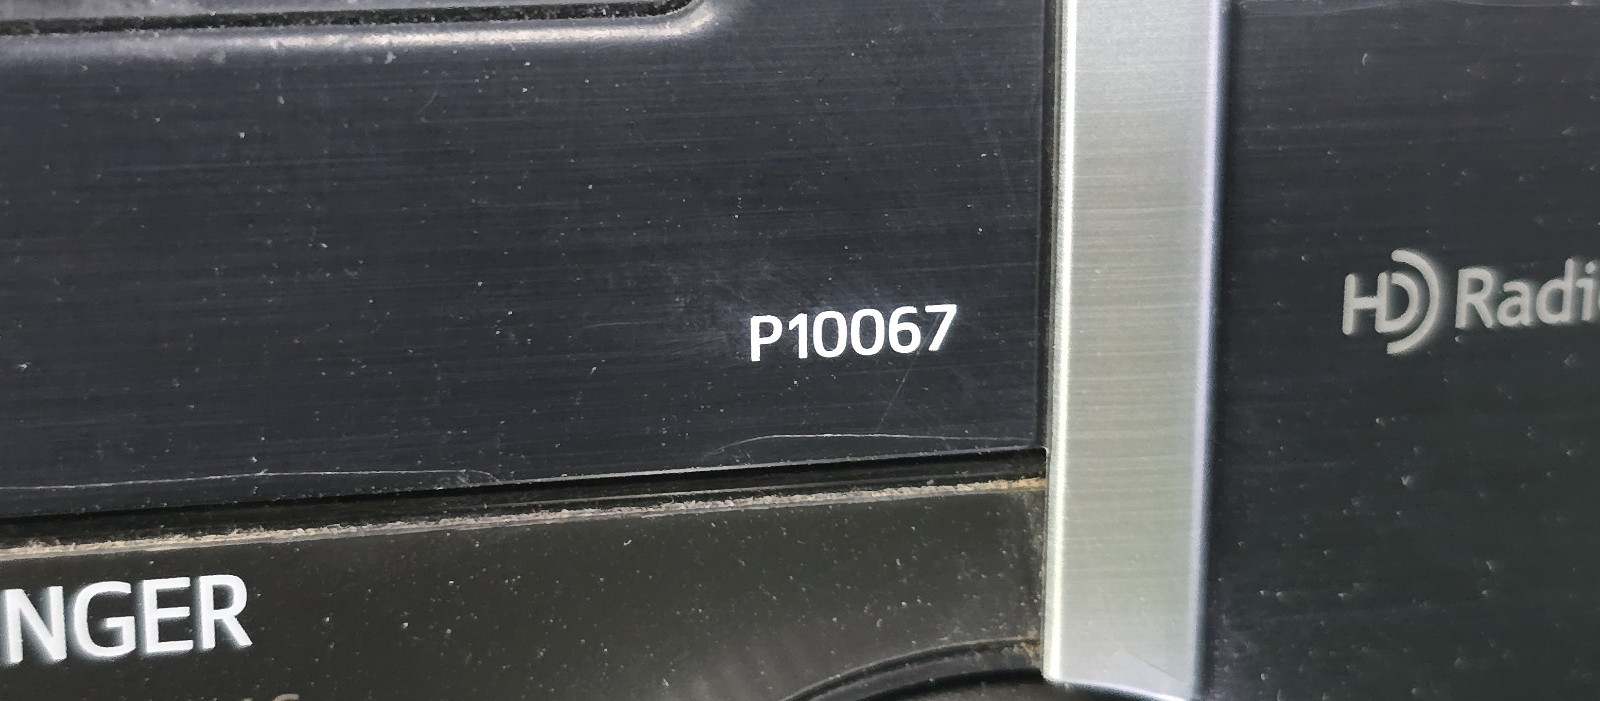 P10067
HD Radi
NGER